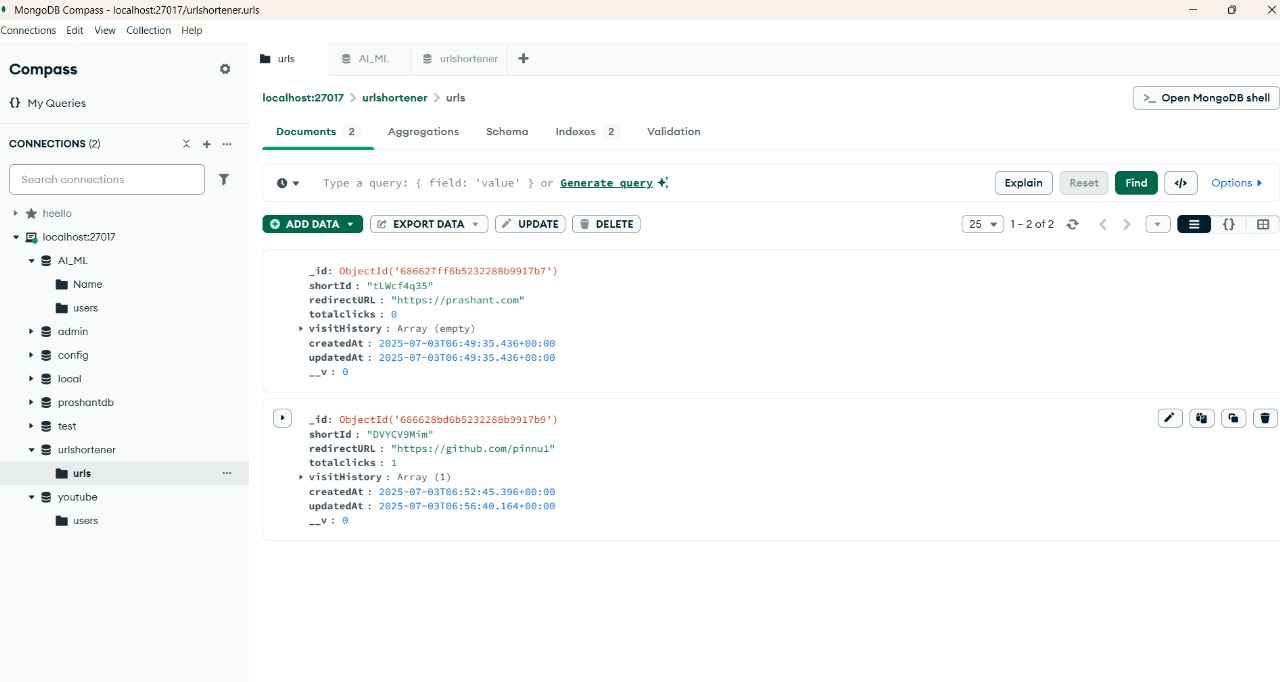 MongoDB Compass - localhost:27017/urlshortener.urls
Connections Edit View Collection Help
Compass
{} My Queries
CONNECTIONS (2)
Search connections
heello
localhost:27017
AI_ML
Name
users
admin
config
local
prashantdb
test
urlshortener
urls
youtube
users
urls AI_ML urlshortener
localhost:27017 > urlshortener > urls
>_ Open MongoDB shell
Documents 2 Aggregations Schema Indexes 2 Validation
Type a query: { field: 'value' } or Generate query
Explain Reset Find </> Options
ADD DATA EXPORT DATA UPDATE DELETE
25 1 – 2 of 2 {}
_id: ObjectId('686627ff6b5232288b9917b7')
shortId : "tLWcf4q35"
redirectURL : "https://prashant.com"
totalclicks : 0
visitHistory : Array (empty)
createdAt : 2025-07-03T06:49:35.436+00:00
updatedAt : 2025-07-03T06:49:35.436+00:00
__v : 0
_id: ObjectId('686628bd6b5232288b9917b9')
shortId : "DVYCV9Mim"
redirectURL : "https://github.com/pinnu1"
totalclicks : 1
visitHistory : Array (1)
createdAt : 2025-07-03T06:52:45.396+00:00
updatedAt : 2025-07-03T06:56:40.164+00:00
__v : 0